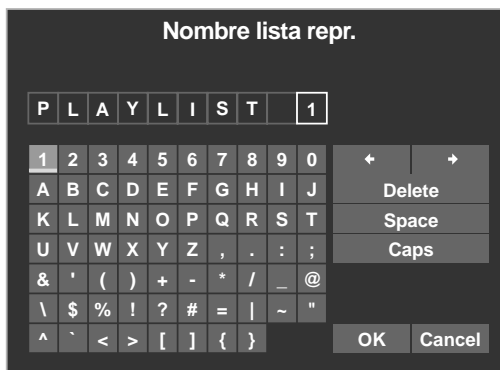 Nombre lista repr.
P L A Y L I S T 1
1 2 3 4 5 6 7 8 9 0 ← →
A B C D E F G H I J Delete
K L M N O P Q R S T Space
U V W X Y Z , . : ; Caps
& ' ( ) + - * / _ @
\ $ % ! ? # = | ~ "
^ ` < > [ ] { } OK Cancel